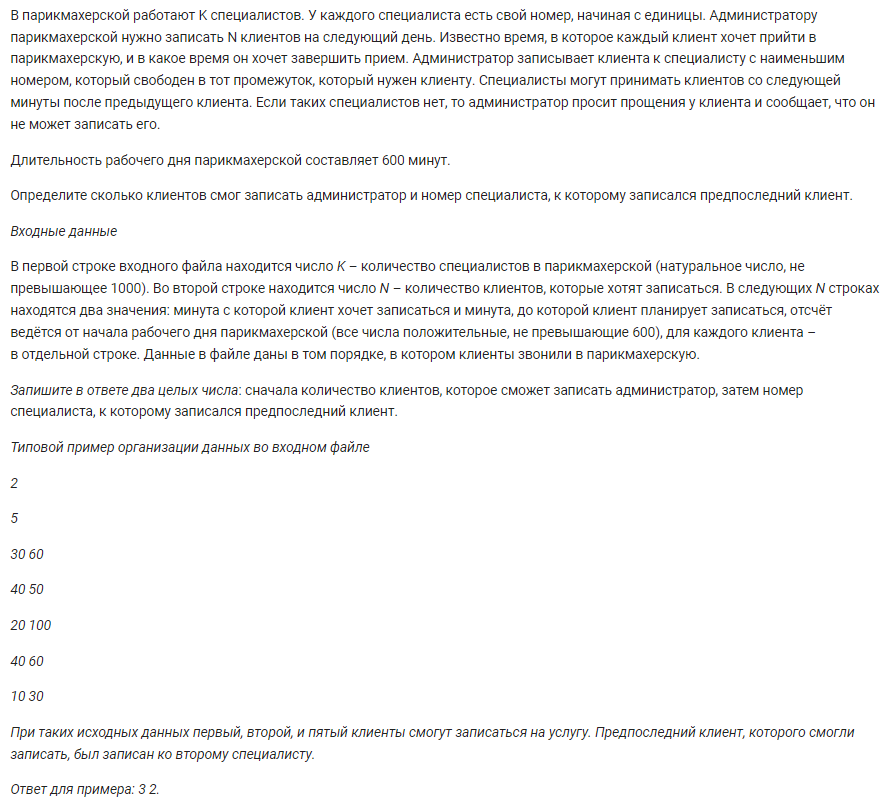 В парикмахерской работают K специалистов. У каждого специалиста есть свой номер, начиная с единицы. Администратору
парикмахерской нужно записать N клиентов на следующий день. Известно время, в которое каждый клиент хочет прийти в
парикмахерскую, и в какое время он хочет завершить прием. Администратор записывает клиента к специалисту с наименьшим
номером, который свободен в тот промежуток, который нужен клиенту. Специалисты могут принимать клиентов со следующей
минуты после предыдущего клиента. Если таких специалистов нет, то администратор просит прощения у клиента и сообщает, что он
не может записать его.
Длительность рабочего дня парикмахерской составляет 600 минут.
Определите сколько клиентов смог записать администратор и номер специалиста, к которому записался предпоследний клиент.
Входные данные
В первой строке входного файла находится число K – количество специалистов в парикмахерской (натуральное число, не
превышающее 1000). Во второй строке находится число N – количество клиентов, которые хотят записаться. В следующих N строках
находятся два значения: минута с которой клиент хочет записаться и минута, до которой клиент планирует записаться, отсчёт
ведётся от начала рабочего дня парикмахерской (все числа положительные, не превышающие 600), для каждого клиента –
в отдельной строке. Данные в файле даны в том порядке, в котором клиенты звонили в парикмахерскую.
Запишите в ответе два целых числа: сначала количество клиентов, которое сможет записать администратор, затем номер
специалиста, к которому записался предпоследний клиент.
Типовой пример организации данных во входном файле
2
5
30 60
40 50
20 100
40 60
10 30
При таких исходных данных первый, второй, и пятый клиенты смогут записаться на услугу. Предпоследний клиент, которого смогли
записать, был записан ко второму специалисту.
Ответ для примера: 3 2.